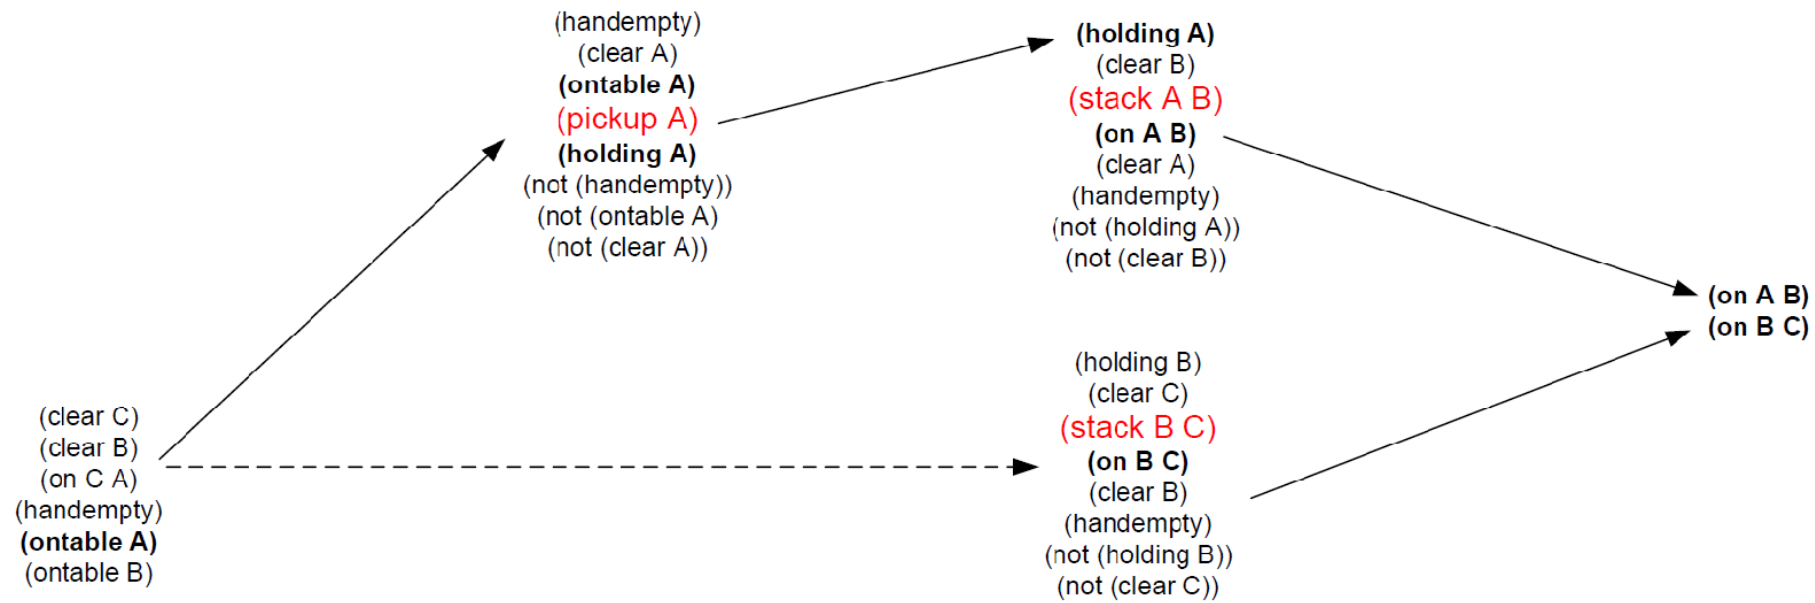 (handempty)
(clear A)
(ontable A)
(pickup A)
(holding A)
(not (handempty))
(not (ontable A)
(not (clear A))
(holding A)
(clear B)
(stack A B)
(on A B)
(clear A)
(handempty)
(not (holding A))
(not (clear B))
(on A B)
(on B C)
(holding B)
(clear C)
(stack B C)
(on B C)
(clear B)
(handempty)
(not (holding B))
(not (clear C))
(clear C)
(clear B)
(on C A)
(handempty)
(ontable A)
(ontable B)